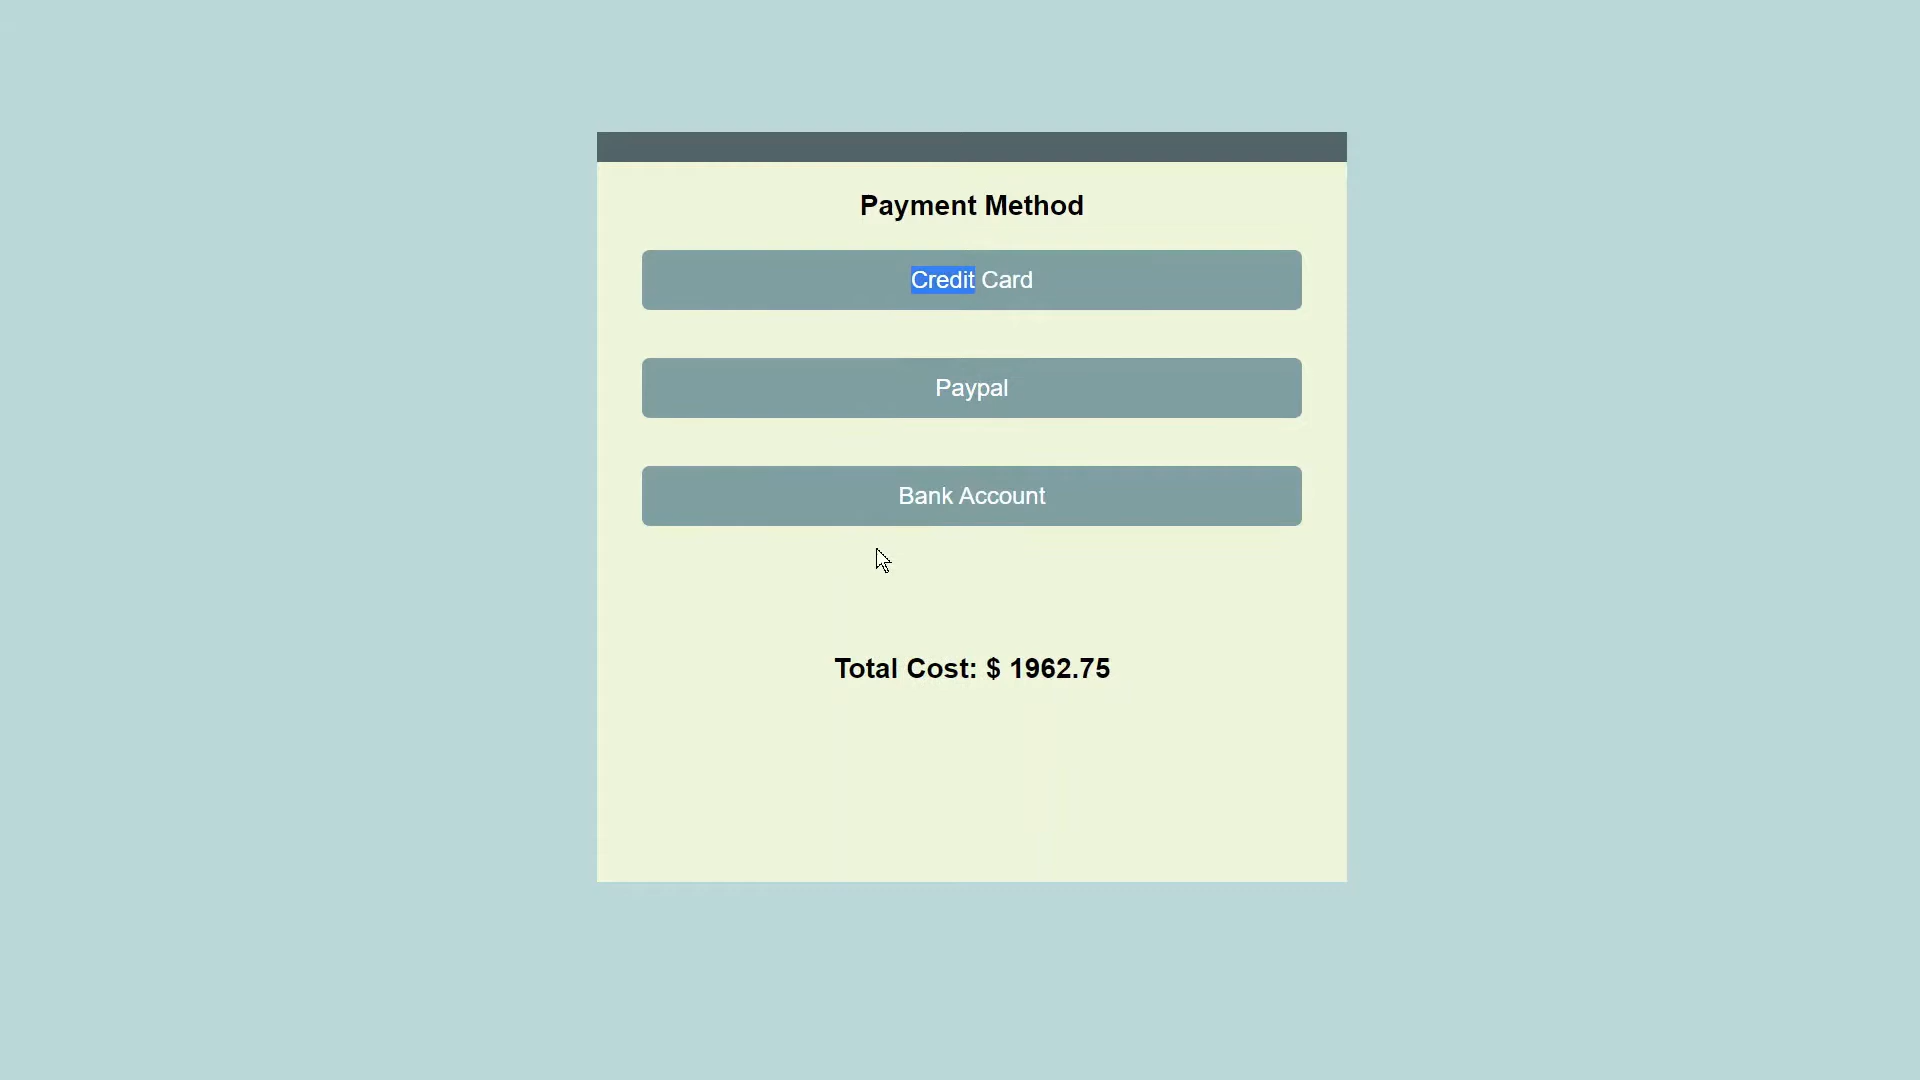 Payment Method
Credit Card
Paypal
Bank Account
Total Cost: $ 1962.75